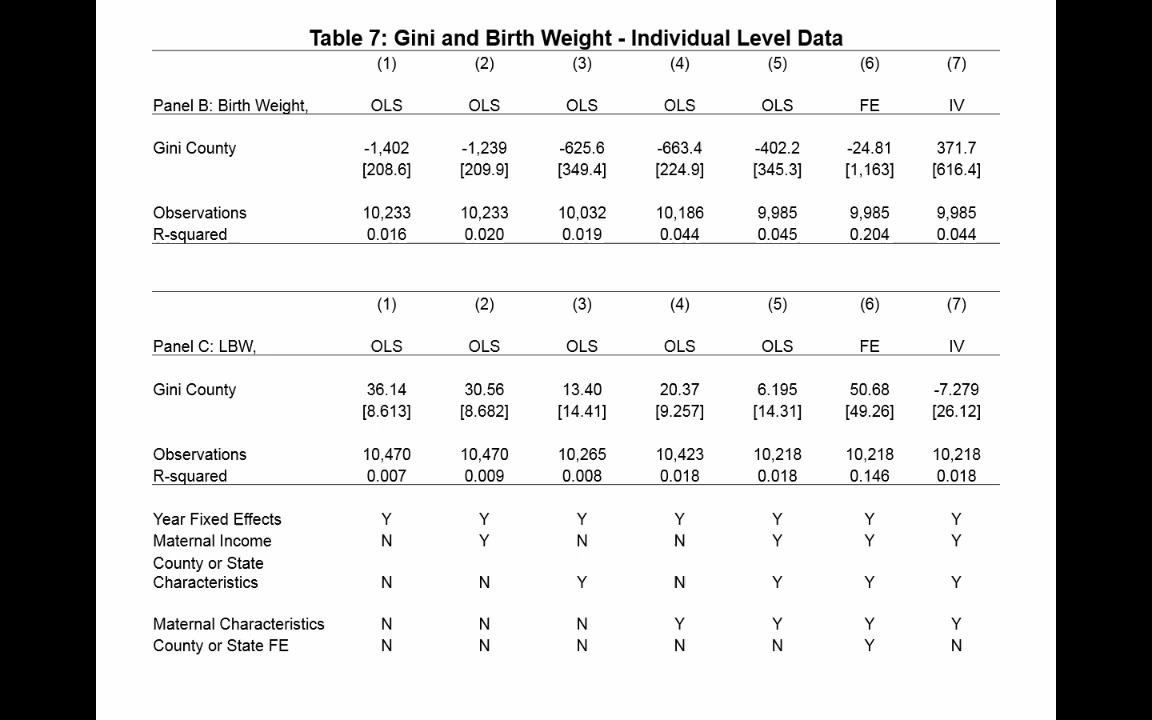 Table 7: Gini and Birth Weight - Individual Level Data
(1) (2) (3) (4) (5) (6) (7)
Panel B: Birth Weight, OLS OLS OLS OLS OLS FE IV
Gini County -1,402 -1,239 -625.6 -663.4 -402.2 -24.81 371.7
[208.6] [209.9] [349.4] [224.9] [345.3] [1,163] [616.4]
Observations 10,233 10,233 10,032 10,186 9,985 9,985 9,985
R-squared 0.016 0.020 0.019 0.044 0.045 0.204 0.044
(1) (2) (3) (4) (5) (6) (7)
Panel C: LBW, OLS OLS OLS OLS OLS FE IV
Gini County 36.14 30.56 13.40 20.37 6.195 50.68 -7.279
[8.613] [8.682] [14.41] [9.257] [14.31] [49.26] [26.12]
Observations 10,470 10,470 10,265 10,423 10,218 10,218 10,218
R-squared 0.007 0.009 0.008 0.018 0.018 0.146 0.018
Year Fixed Effects Y Y Y Y Y Y Y
Maternal Income N Y N N Y Y Y
County or State
Characteristics N N Y N Y Y Y
Maternal Characteristics N N N Y Y Y Y
County or State FE N N N N N Y N